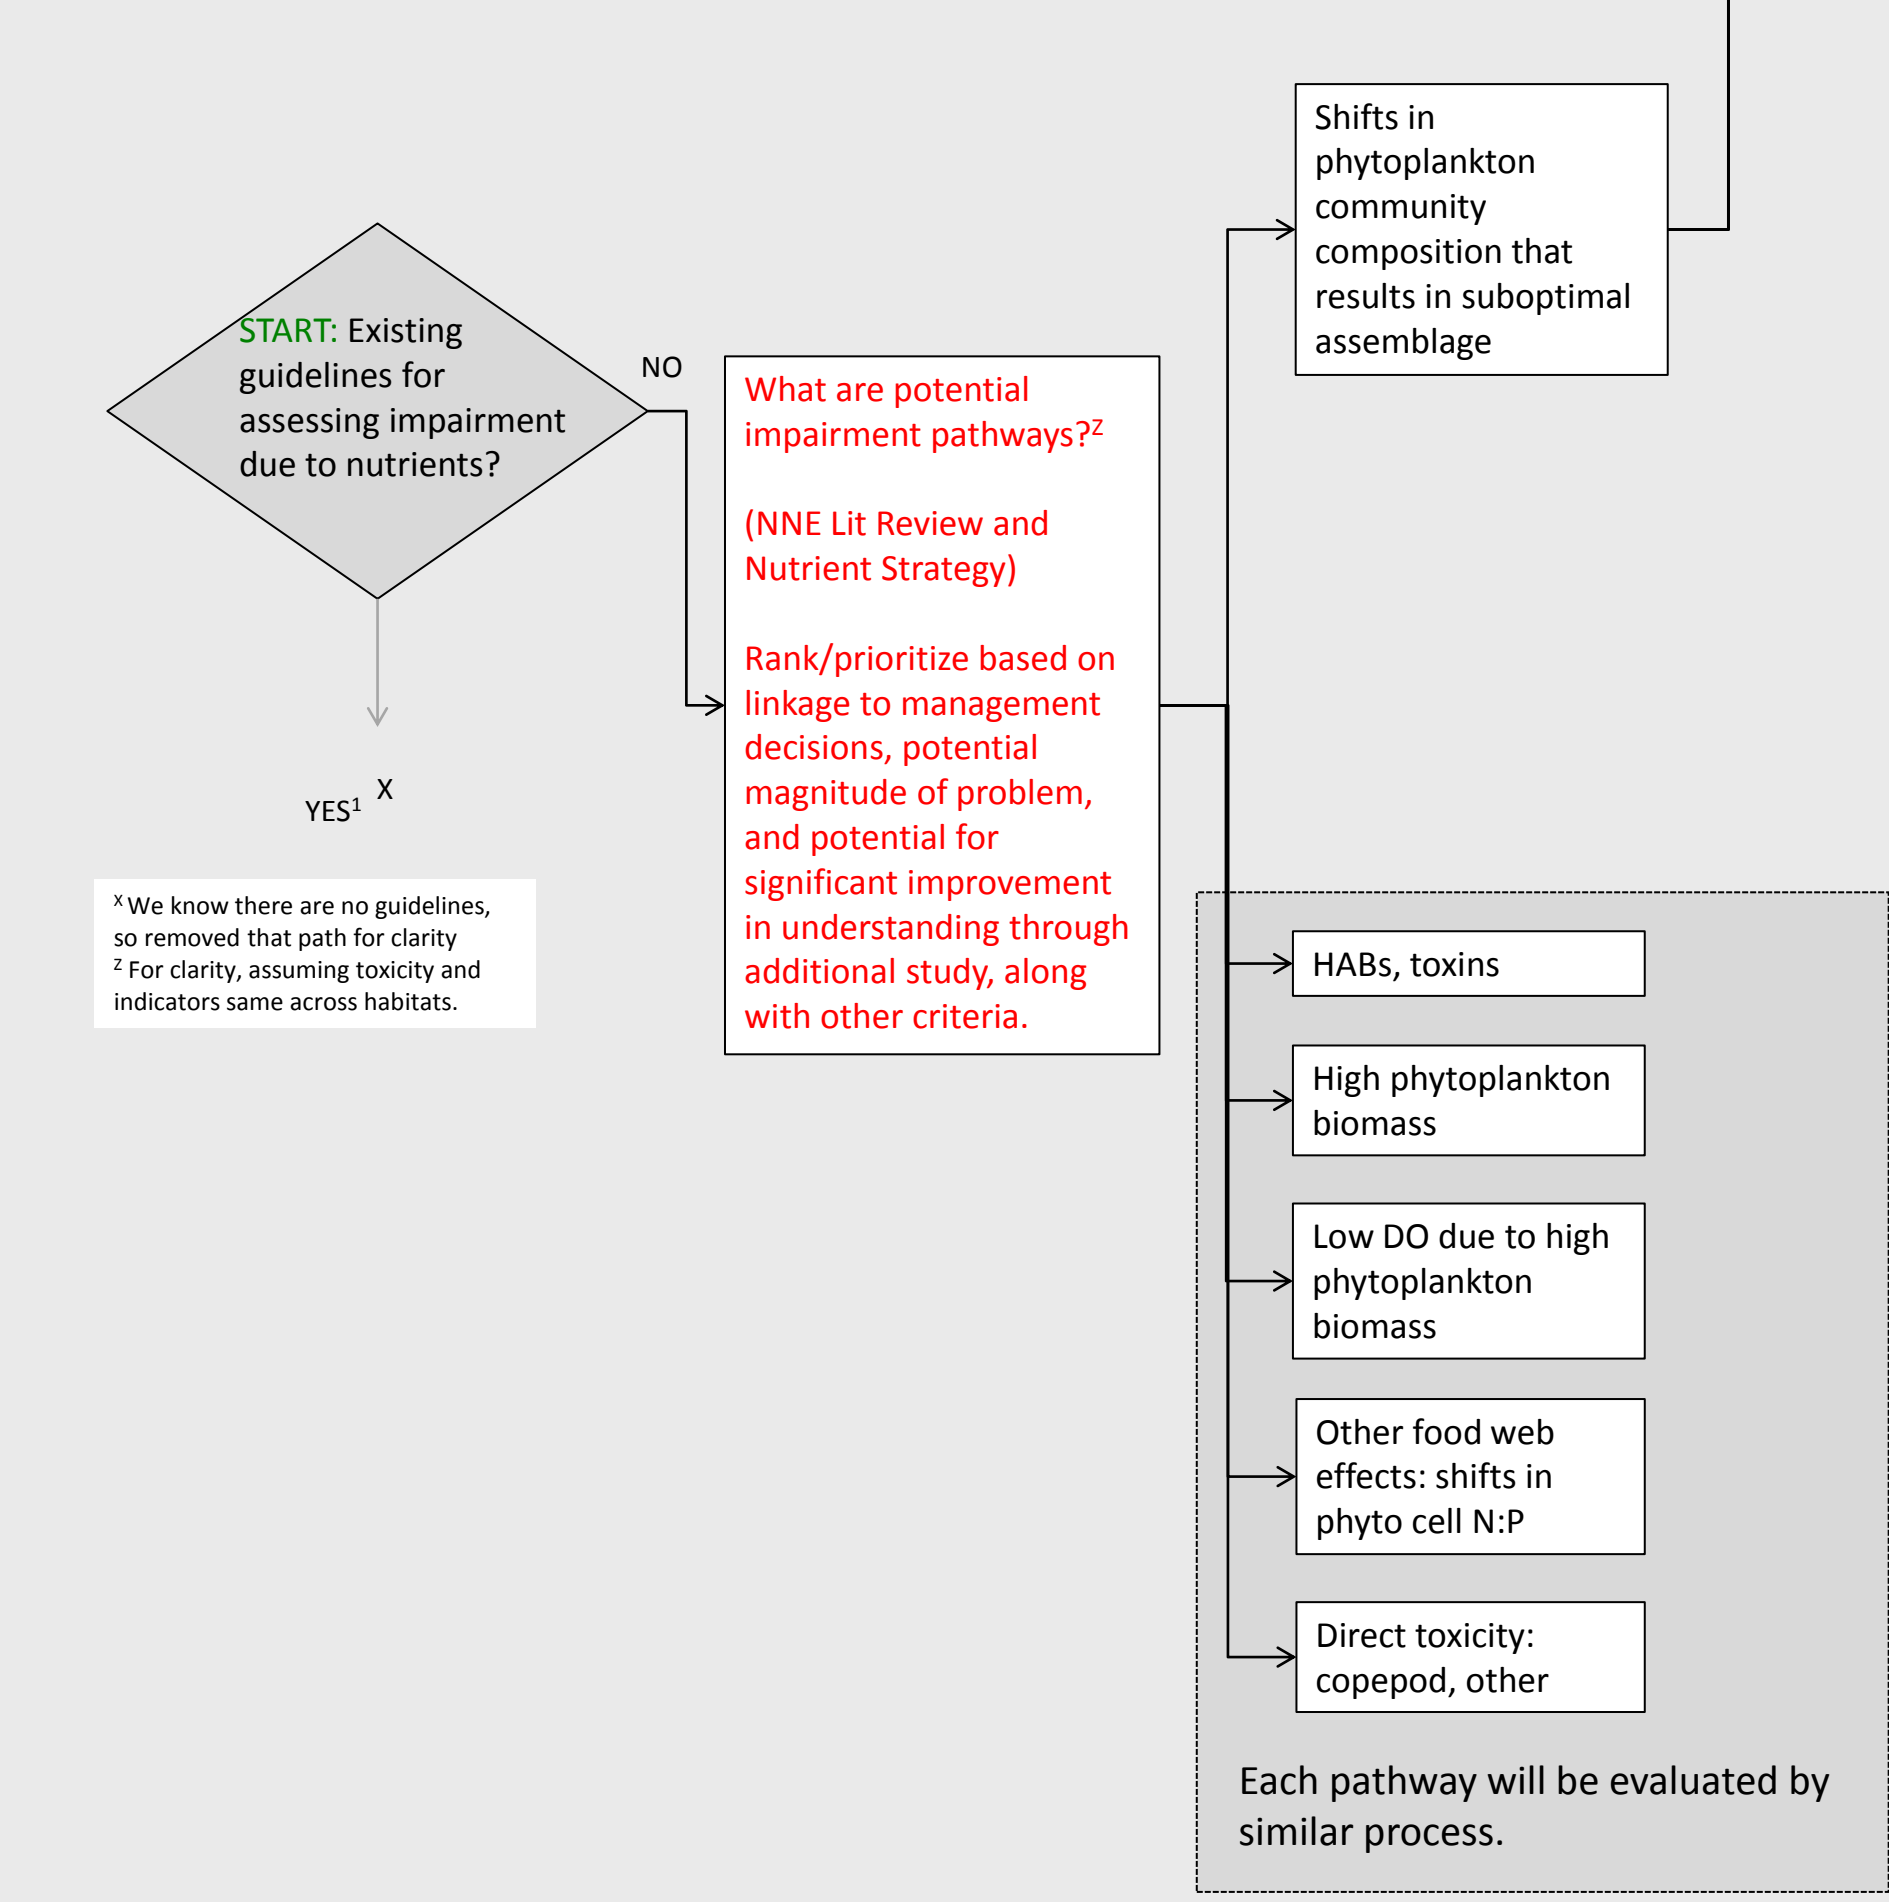 START: Existing
guidelines for
assessing impairment
due to nutrients?
NO
YES¹ X
X We know there are no guidelines,
so removed that path for clarity
Z For clarity, assuming toxicity and
indicators same across habitats.
What are potential
impairment pathways?Z
(NNE Lit Review and
Nutrient Strategy)
Rank/prioritize based on
linkage to management
decisions, potential
magnitude of problem,
and potential for
significant improvement
in understanding through
additional study, along
with other criteria.
Shifts in
phytoplankton
community
composition that
results in suboptimal
assemblage
HABs, toxins
High phytoplankton
biomass
Low DO due to high
phytoplankton
biomass
Other food web
effects: shifts in
phyto cell N:P
Direct toxicity:
copepod, other
Each pathway will be evaluated by
similar process.